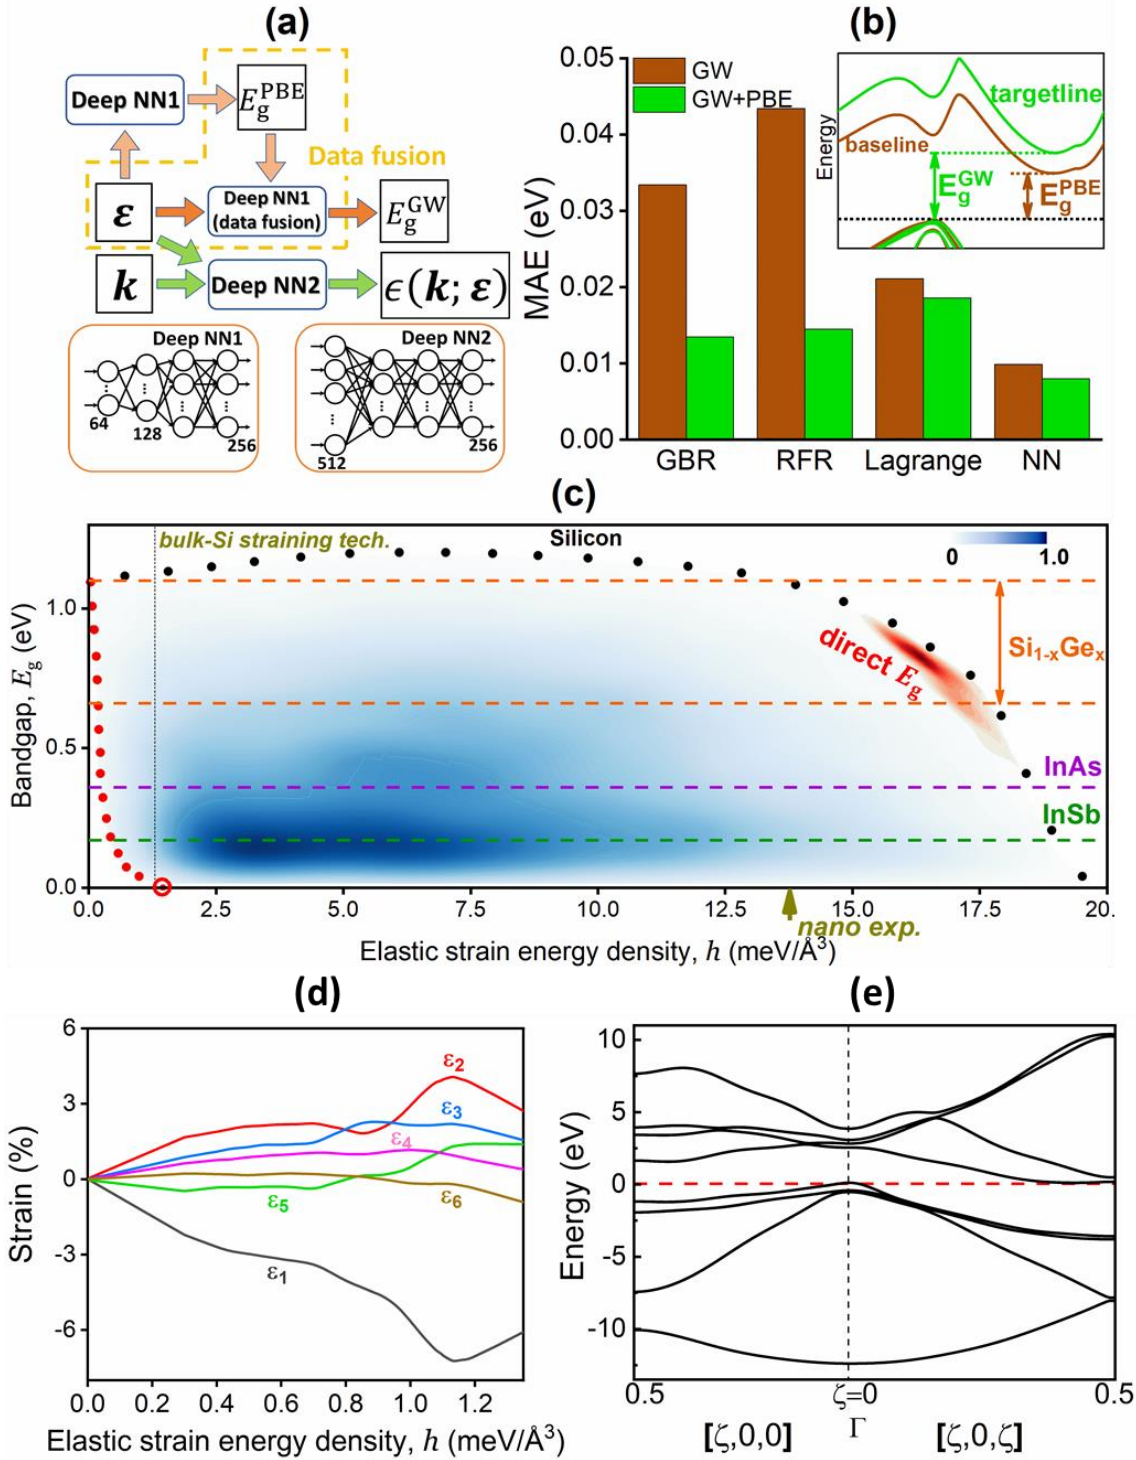 (a)
Deep NN1
E_g^PBE
Data fusion
ε
Deep NN1
(data fusion)
E_g^GW
k
Deep NN2
ϵ(k; ε)
Deep NN1
64
128
256
Deep NN2
512
256
(b)
MAE (eV)
0.05
0.04
0.03
0.02
0.01
0.00
GW
GW+PBE
GBR
RFR
Lagrange
NN
Energy
targetline
baseline
E_g^GW
E_g^PBE
(c)
bulk-Si straining tech.
Silicon
0
1.0
Bandgap, E_g (eV)
1.0
0.5
0.0
direct E_g
Si1-xGex
InAs
InSb
0.0
2.5
5.0
7.5
10.0
12.5
15.0
17.5
20.
nano exp.
Elastic strain energy density, h (meV/Å³)
(d)
Strain (%)
6
3
0
-3
-6
ε2
ε3
ε4
ε5
ε6
ε1
0.0
0.2
0.4
0.6
0.8
1.0
1.2
Elastic strain energy density, h (meV/Å³)
(e)
Energy (eV)
10
5
0
-5
-10
0.5
ζ=0
0.5
Γ
[ζ,0,0]
[ζ,0,ζ]